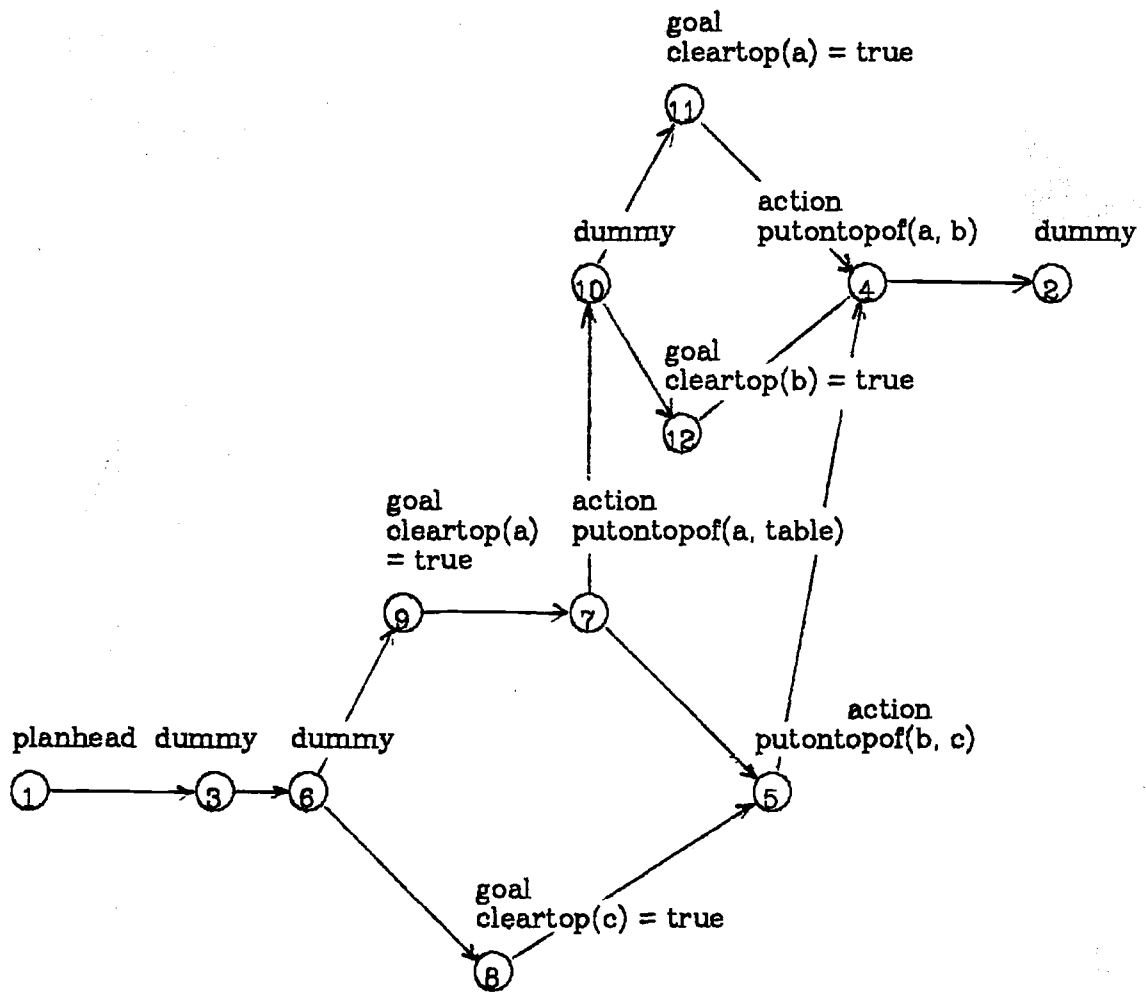 goal
cleartop(a) = true
11
action
dummy
putontopof(a, b)
dummy
10
4
2
goal
cleartop(b) = true
12
goal
cleartop(a)
= true
action
putontopof(a, table)
9
7
action
putontopof(b, c)
planhead
dummy
dummy
1
3
6
5
goal
cleartop(c) = true
8